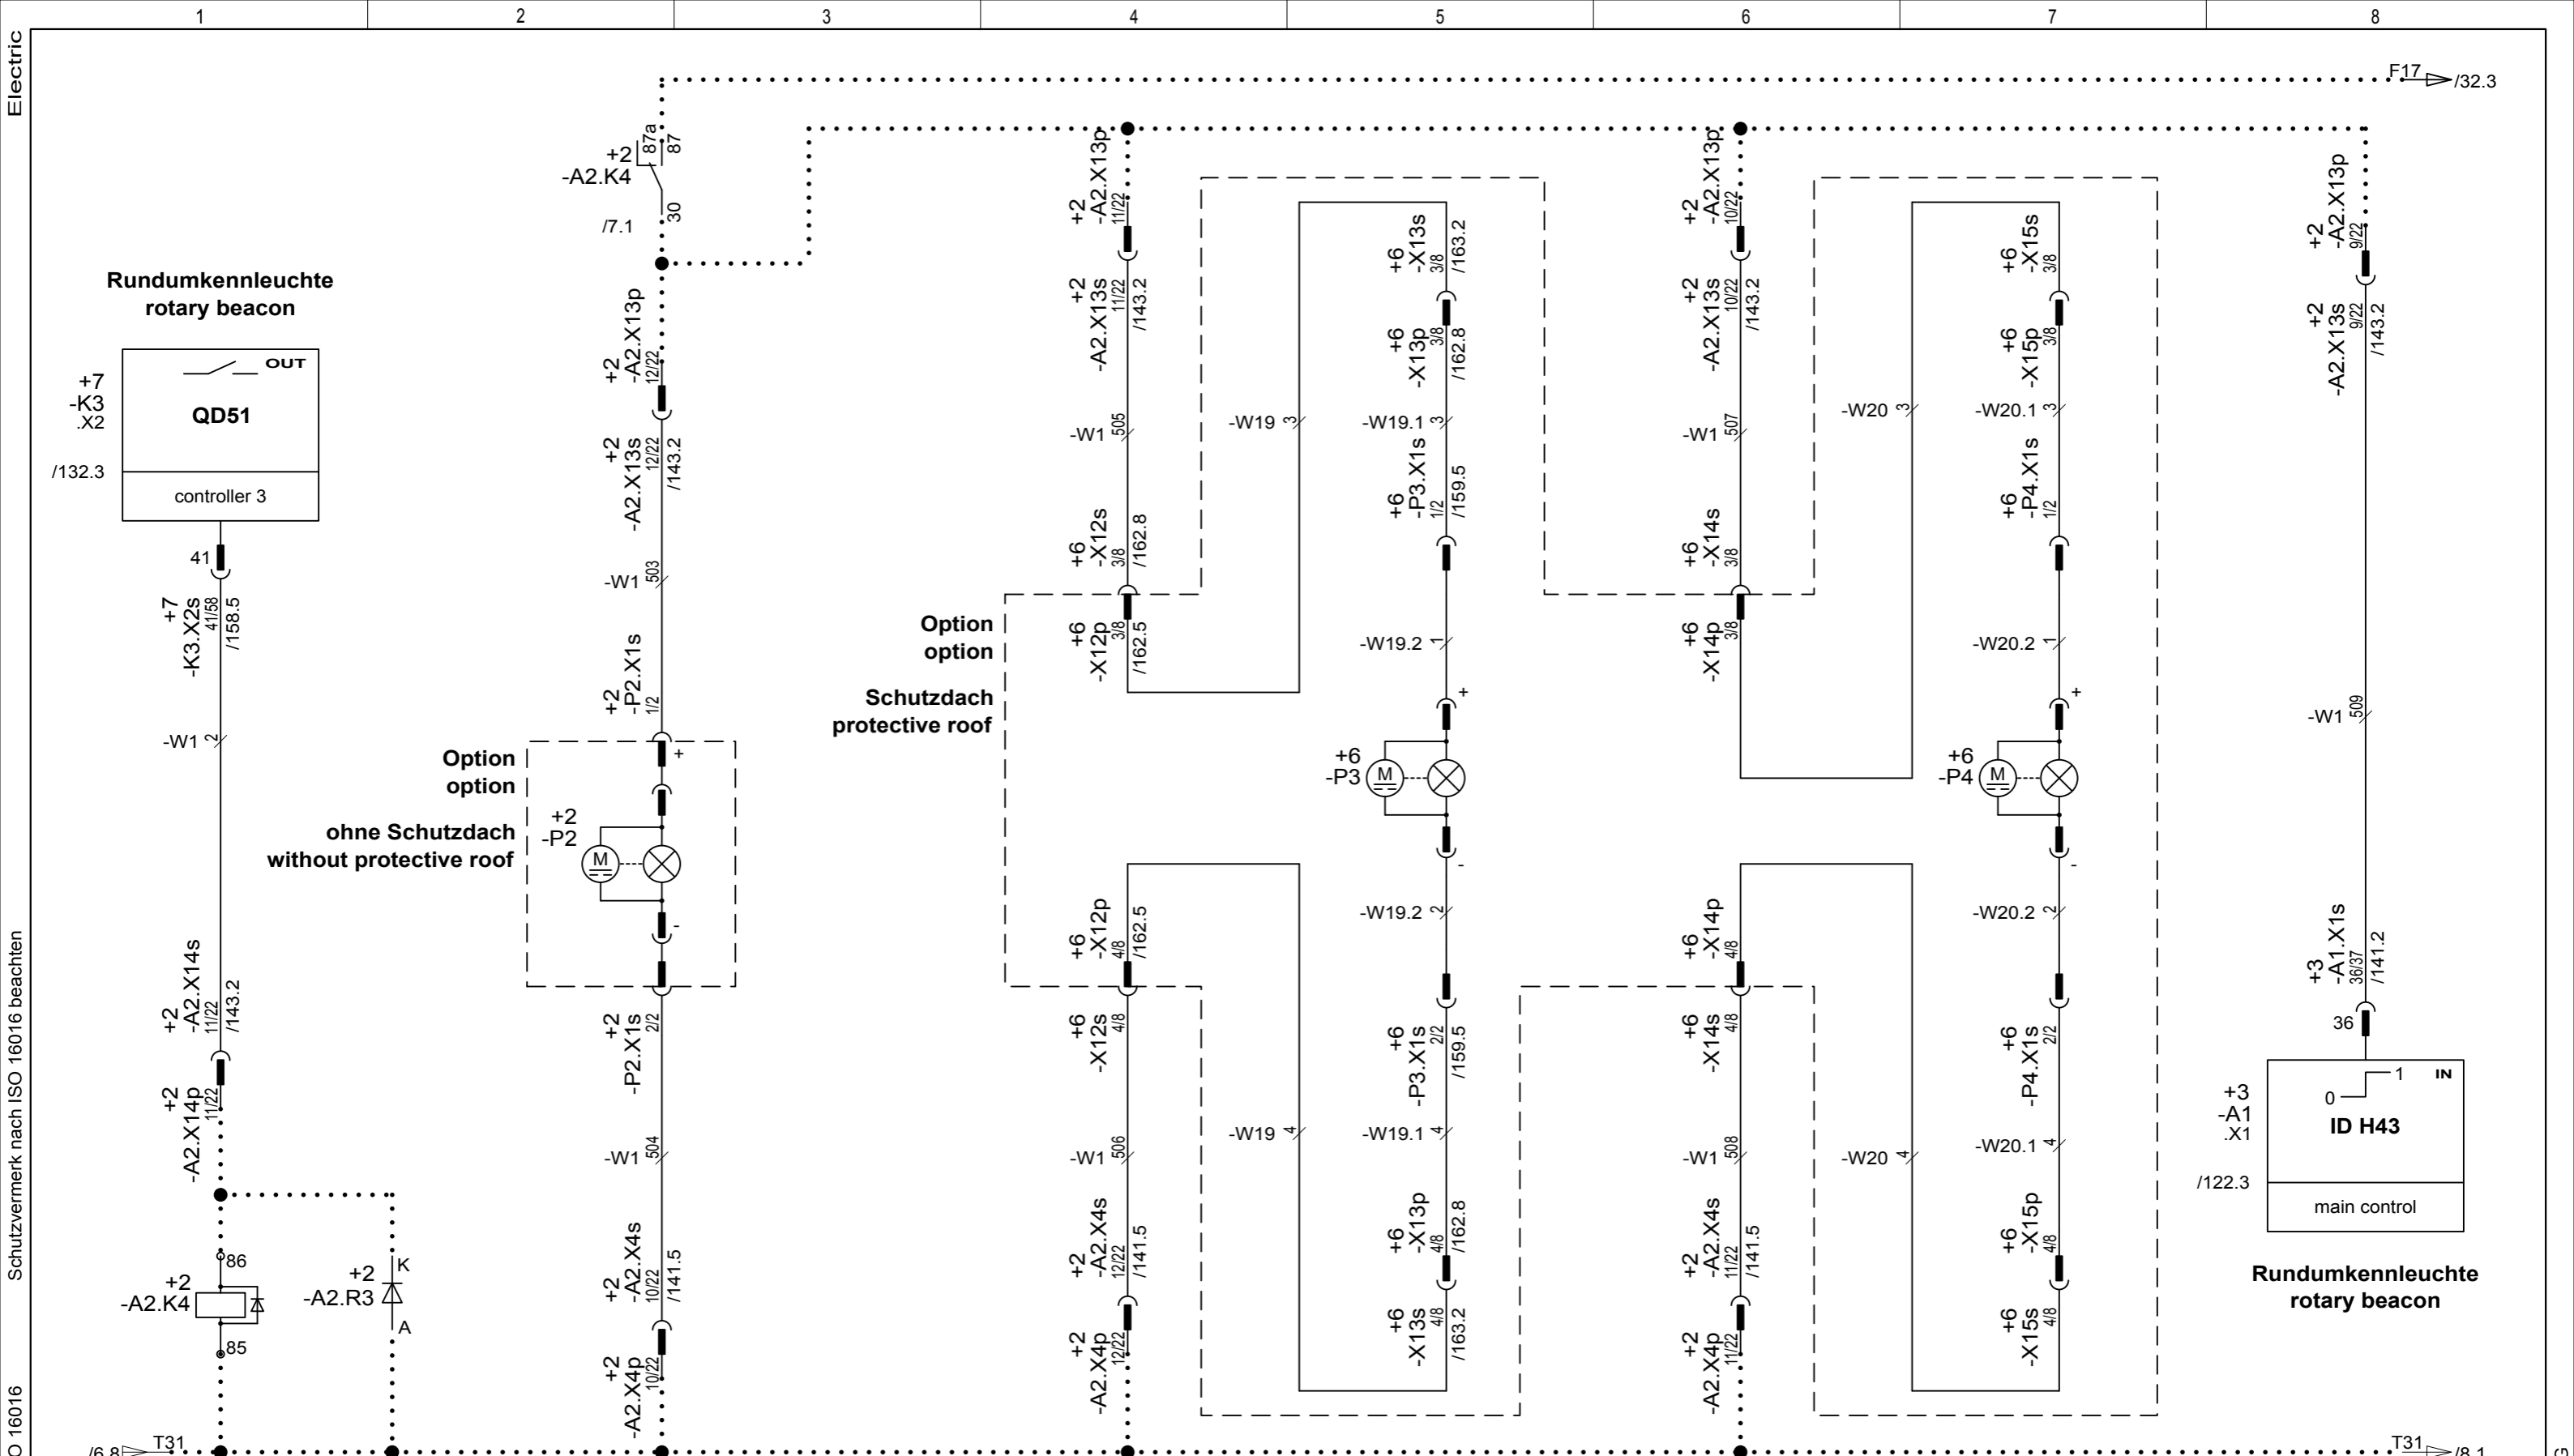 1
2
3
4
5
6
7
8
Electric
Schutzvermerk nach ISO 16016 beachten
F17
/32.3
Rundumkennleuchte
rotary beacon
OUT
QD51
controller 3
+7
-K3
.X2
/132.3
41
+7
-K3.X2s
41/58
/158.5
-W1
2
+2
-A2.X14s
11/22
/143.2
+2
-A2.X14p
11/22
86
+2
-A2.K4
85
K
+2
-A2.R3
A
/6.8
T31
87a
87
+2
-A2.K4
/7.1
30
+2
-A2.X13p
12/22
+2
-A2.X13s
12/22
/143.2
-W1
503
+2
-P2.X1s
1/2
Option
option
ohne Schutzdach
without protective roof
+
+2
-P2
M
-
+2
-P2.X1s
2/2
-W1
504
+2
-A2.X4s
10/22
/141.5
+2
-A2.X4p
10/22
+2
-A2.X13p
11/22
+2
-A2.X13s
11/22
/143.2
-W1
505
+6
-X12s
3/8
/162.8
+6
-X12p
3/8
/162.5
Option
option
Schutzdach
protective roof
-W19
3
+6
-X13s
3/8
/163.2
+6
-X13p
3/8
/162.8
-W19.1
3
+6
-P3.X1s
1/2
/159.5
-W19.2
1
+
+6
-P3
M
-
-W19.2
2
+6
-P3.X1s
2/2
/159.5
-W19.1
4
+6
-X13p
4/8
/162.8
+6
-X13s
4/8
/163.2
-W19
4
+6
-X12p
4/8
/162.5
+6
-X12s
4/8
-W1
506
+2
-A2.X4s
12/22
/141.5
+2
-A2.X4p
12/22
+2
-A2.X13p
10/22
+2
-A2.X13s
10/22
/143.2
-W1
507
+6
-X14s
3/8
+6
-X14p
3/8
-W20
3
+6
-X15s
3/8
+6
-X15p
3/8
-W20.1
3
+6
-P4.X1s
1/2
-W20.2
1
+
+6
-P4
M
-
-W20.2
2
+6
-P4.X1s
2/2
-W20.1
4
+6
-X15p
4/8
+6
-X15s
4/8
-W20
4
+6
-X14p
4/8
+6
-X14s
4/8
-W1
508
+2
-A2.X4s
11/22
/141.5
+2
-A2.X4p
11/22
+2
-A2.X13p
9/22
+2
-A2.X13s
9/22
/143.2
-W1
509
+3
-A1.X1s
36/37
/141.2
36
+3
-A1
.X1
/122.3
0
1
IN
ID H43
main control
Rundumkennleuchte
rotary beacon
T31
/8.1
O 16016